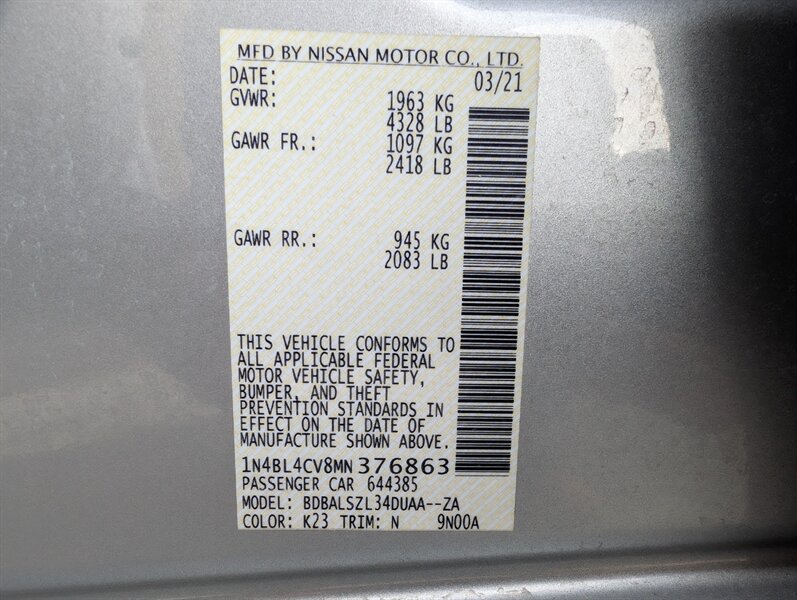 MFD BY NISSAN MOTOR CO., LTD.
DATE: 03/21
GVWR: 1963 KG
4328 LB
GAWR FR.: 1097 KG
2418 LB
GAWR RR.: 945 KG
2083 LB
THIS VEHICLE CONFORMS TO
ALL APPLICABLE FEDERAL
MOTOR VEHICLE SAFETY,
BUMPER, AND THEFT
PREVENTION STANDARDS IN
EFFECT ON THE DATE OF
MANUFACTURE SHOWN ABOVE.
1N4BL4CV8MN376863
PASSENGER CAR 644385
MODEL: BDBALSZL34DUAA--ZA
COLOR: K23 TRIM: N 9N00A